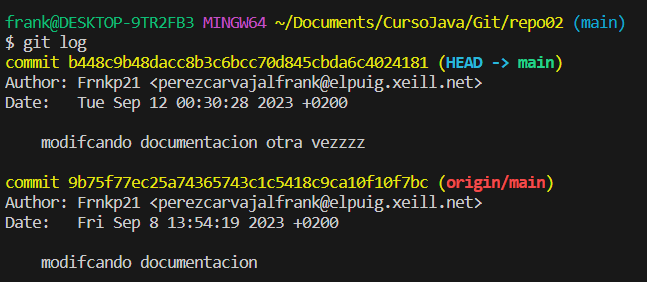 frank@DESKTOP-9TR2FB3 MINGW64 ~/Documents/CursoJava/Git/repo02 (main)
$ git log
commit b448c9b48dacc8b3c6bcc70d845cbda6c4024181 (HEAD -> main)
Author: Frnkp21 <perezcarvajalfrank@elpuig.xeill.net>
Date:   Tue Sep 12 00:30:28 2023 +0200
    modifcando documentacion otra vezzzz
commit 9b75f77ec25a74365743c1c5418c9ca10f10f7bc (origin/main)
Author: Frnkp21 <perezcarvajalfrank@elpuig.xeill.net>
Date:   Fri Sep 8 13:54:19 2023 +0200
    modifcando documentacion